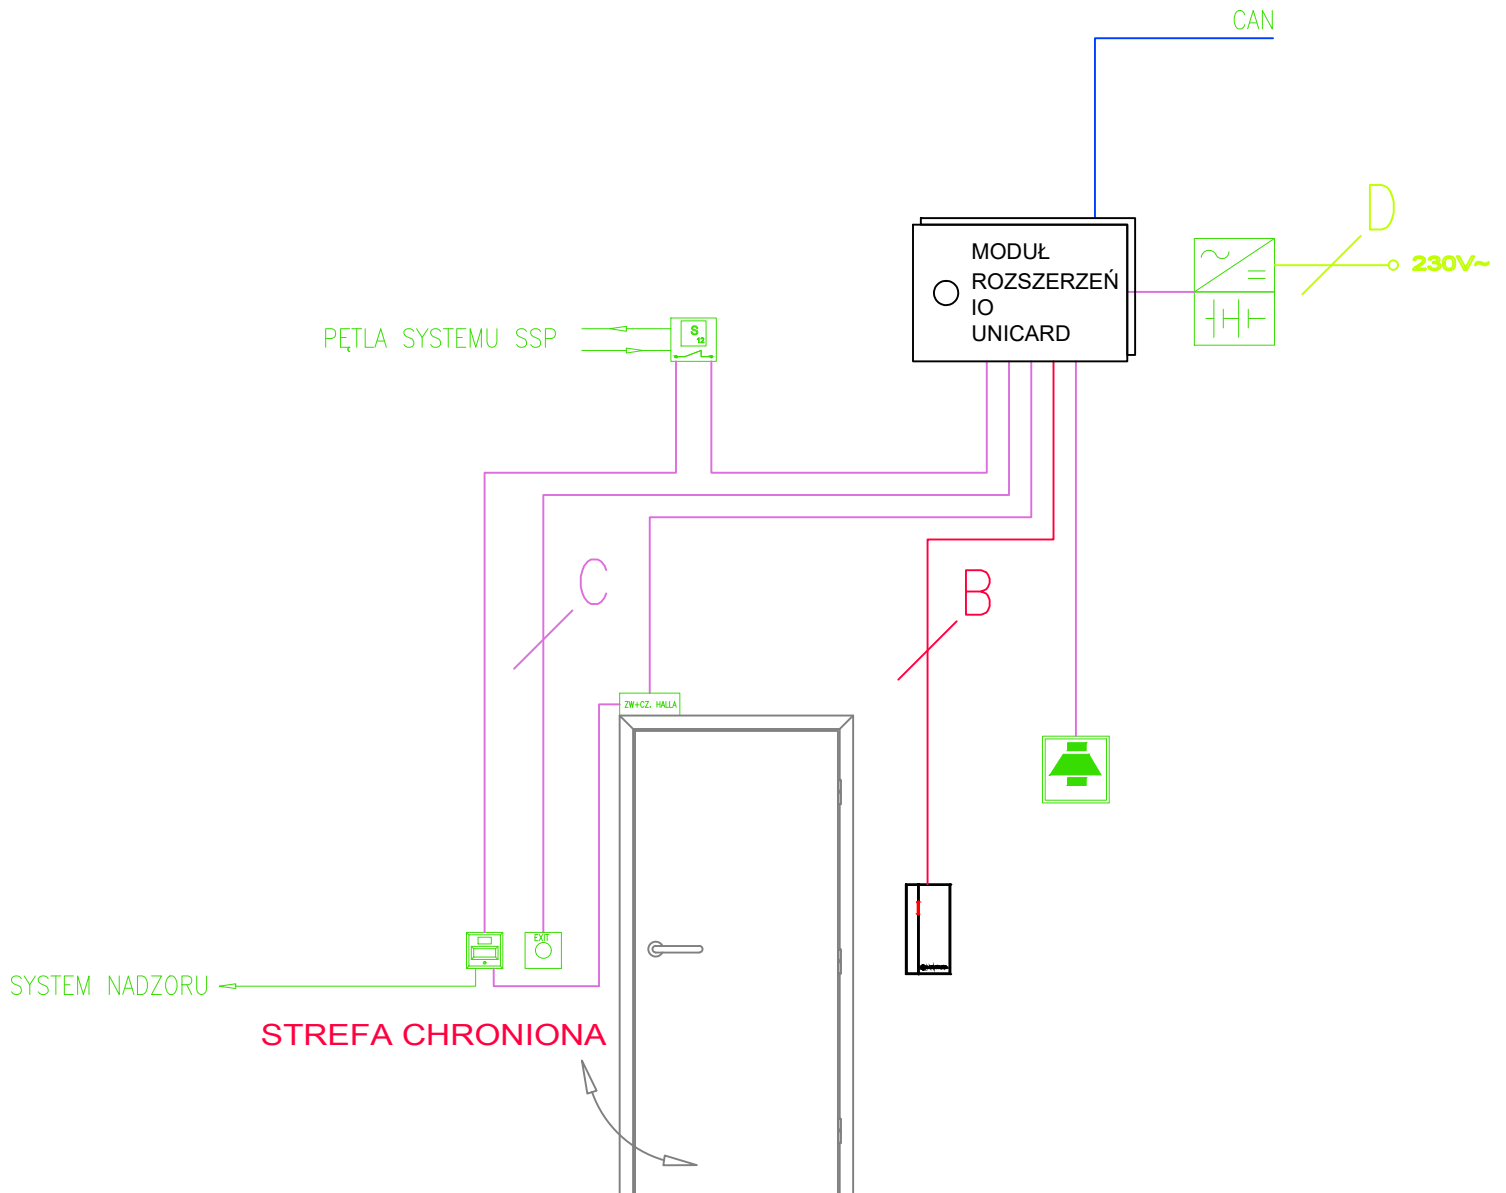 CAN
D
230V~
MODUŁ
ROZSZERZEŃ
IO
UNICARD
S
12
PĘTLA SYSTEMU SSP
C
B
ZW+CZ. HALLA
EXIT
SYSTEM NADZORU
STREFA CHRONIONA